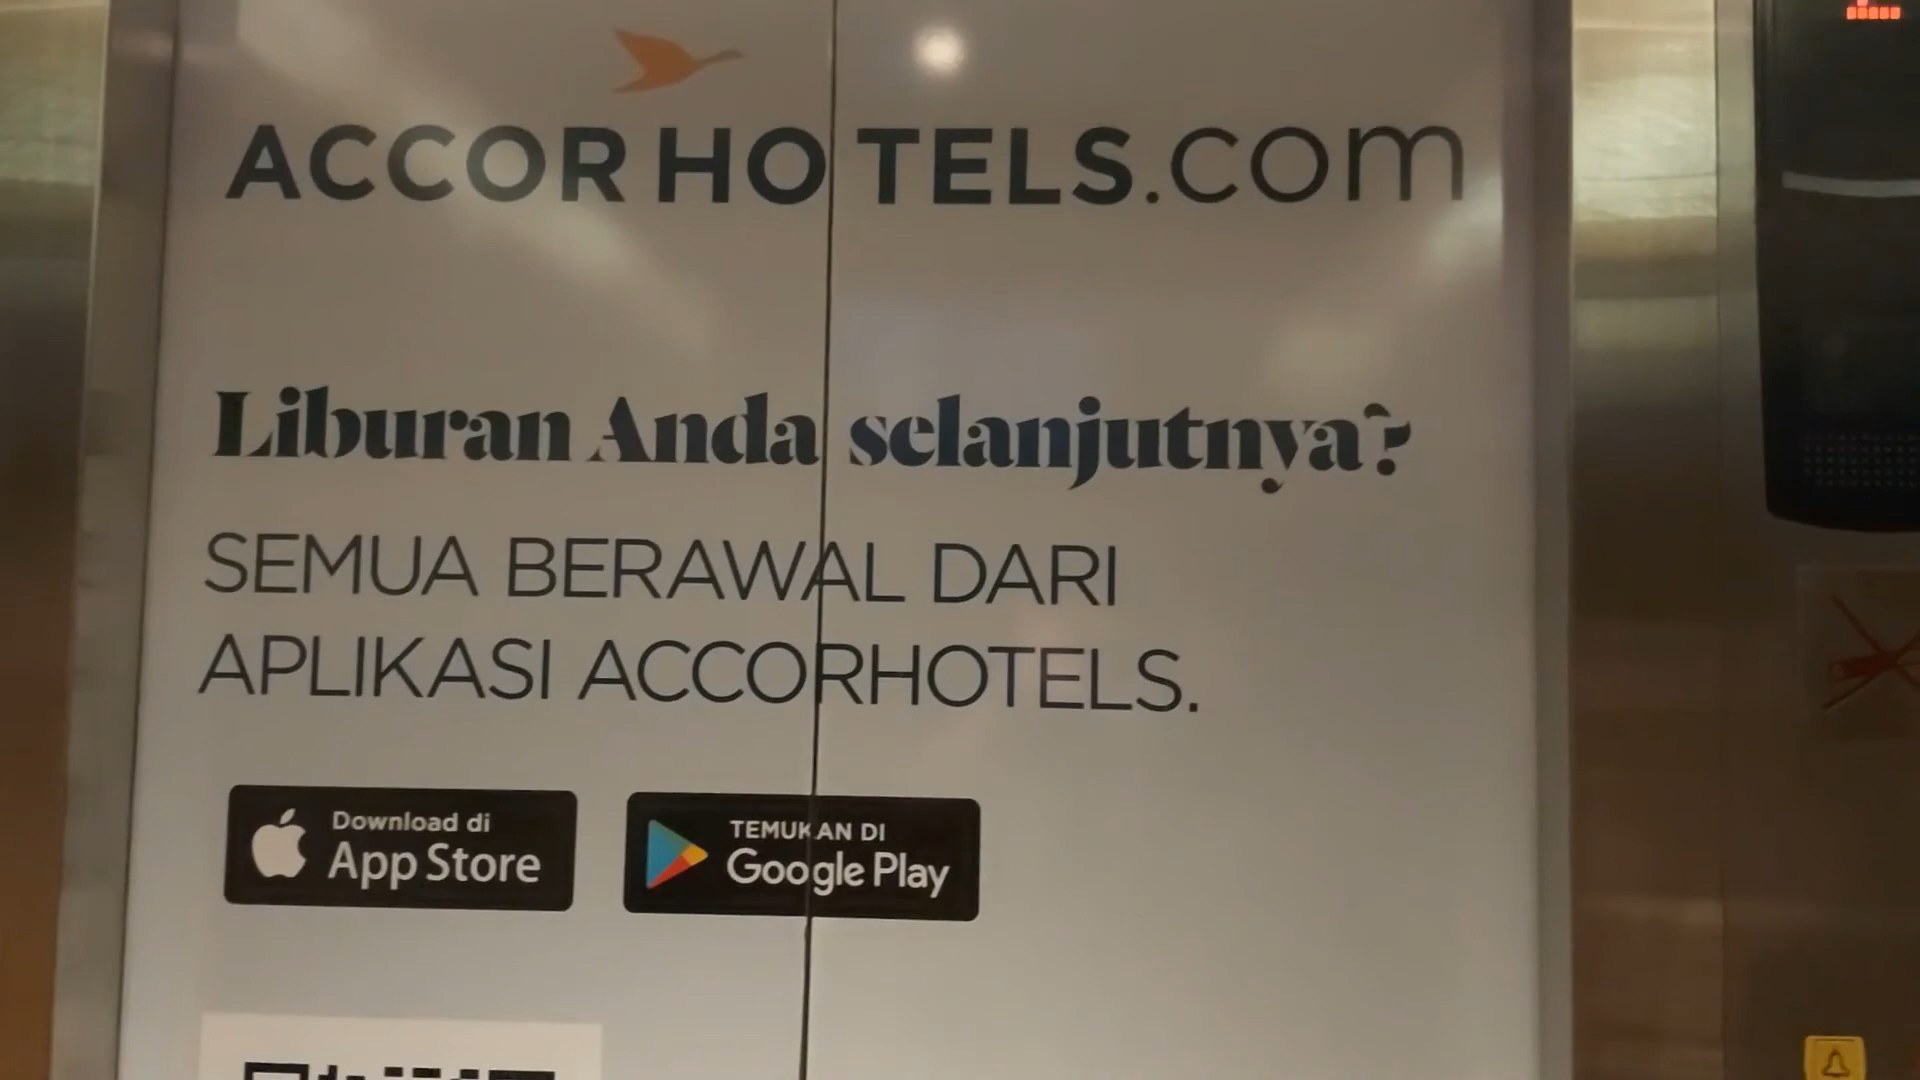 ACCORHOTELS.com
Liburan Anda selanjutnya?
SEMUA BERAWAL DARI
APLIKASI ACCORHOTELS.
Download di
App Store
TEMUKAN DI
Google Play